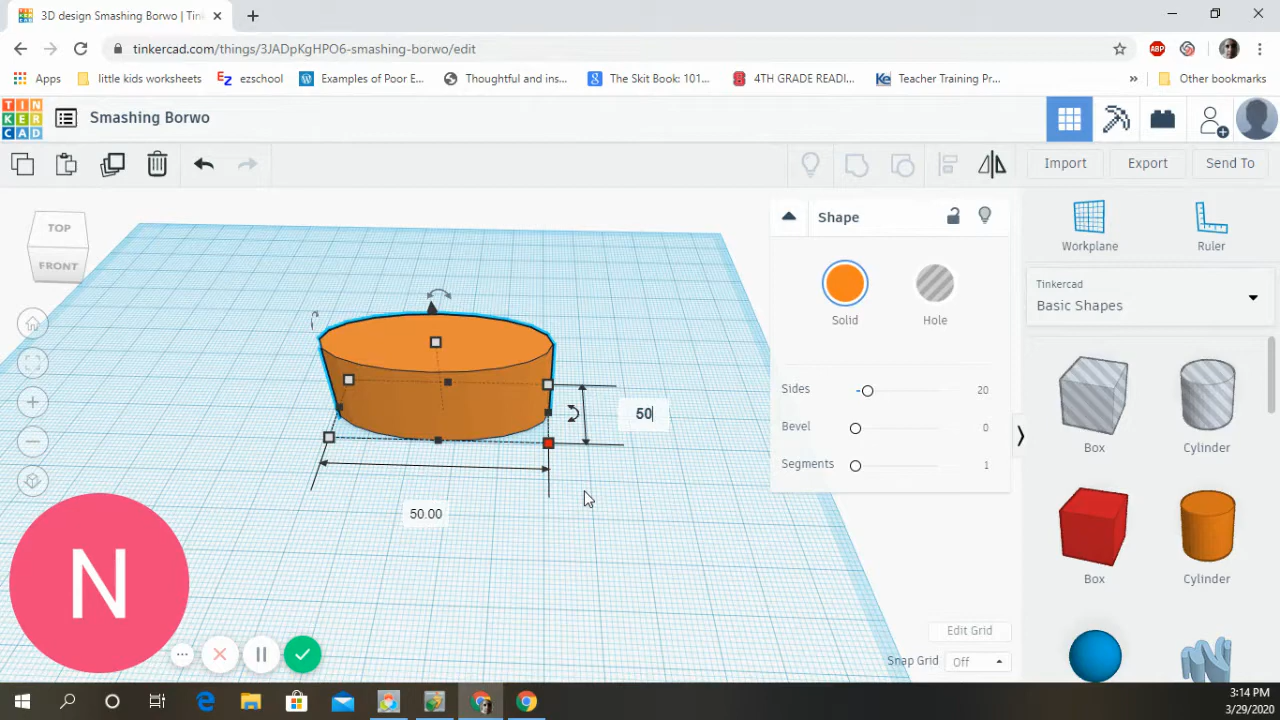 3D design Smashing Borwo | Tin
tinkercad.com/things/3JADpKgHPO6-smashing-borwo/edit
ABP
Apps
little kids worksheets
EZ ezschool
Examples of Poor E...
Thoughtful and ins...
The Skit Book: 101...
4TH GRADE READI...
Ke Teacher Training Pr...
»
Other bookmarks
TIN
KER
CAD
Smashing Borwo
Import
Export
Send To
TOP
FRONT
Shape
Solid
Hole
Sides
20
Bevel
0
Segments
1
50
50.00
Workplane
Ruler
Tinkercad
Basic Shapes
Box
Cylinder
Box
Cylinder
N
Edit Grid
Snap Grid
Off
3:14 PM
3/29/2020